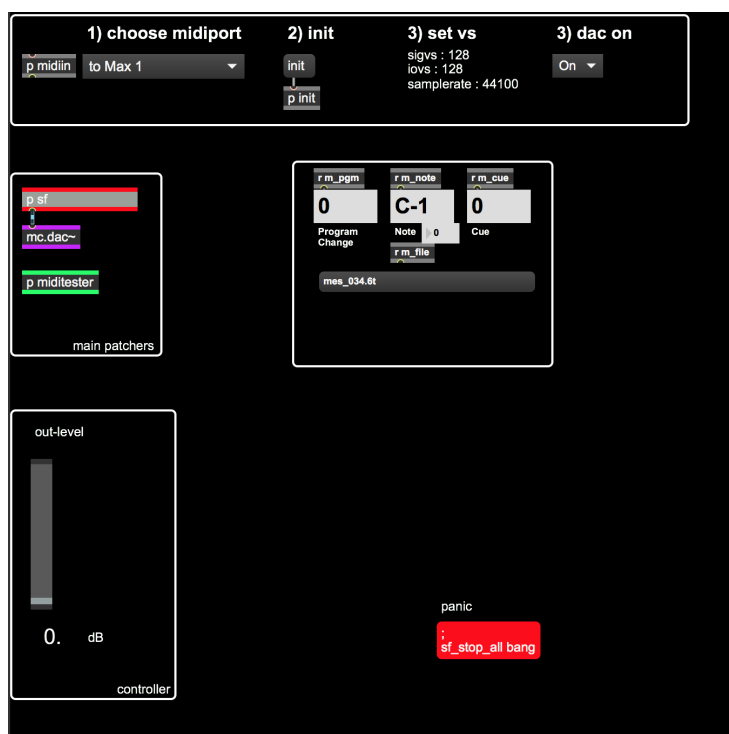 1) choose midiport
2) init
3) set vs
3) dac on
p midiin
to Max 1
init
p init
sigvs : 128
iovs : 128
samplerate : 44100
On
p sf
mc.dac~
p miditester
main patchers
r m_pgm
r m_note
r m_cue
0
C-1
0
Program
Change
Note
0
Cue
r m_file
mes_034.6t
out-level
0.
dB
controller
panic
;
sf_stop_all bang